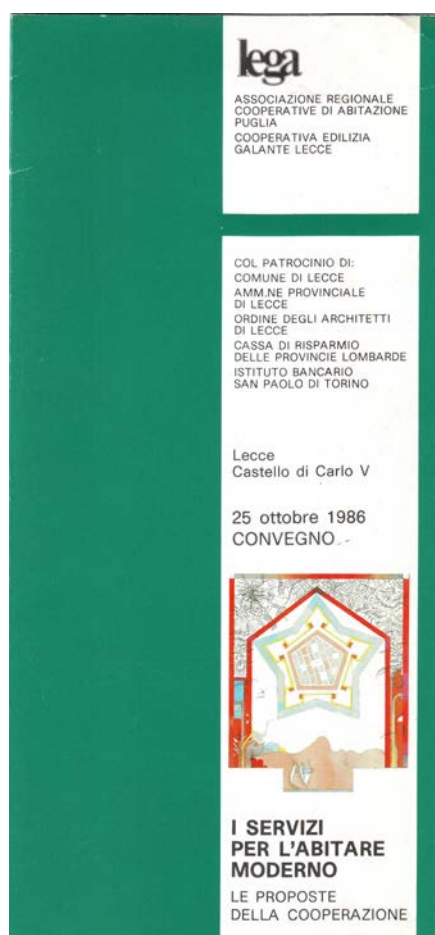 lega
ASSOCIAZIONE REGIONALE
COOPERATIVE DI ABITAZIONE
PUGLIA
COOPERATIVA EDILIZIA
GALANTE LECCE
COL PATROCINIO DI:
COMUNE DI LECCE
AMM.NE PROVINCIALE
DI LECCE
ORDINE DEGLI ARCHITETTI
DI LECCE
CASSA DI RISPARMIO
DELLE PROVINCIE LOMBARDE
ISTITUTO BANCARIO
SAN PAOLO DI TORINO
Lecce
Castello di Carlo V
25 ottobre 1986
CONVEGNO
I SERVIZI
PER L'ABITARE
MODERNO
LE PROPOSTE
DELLA COOPERAZIONE